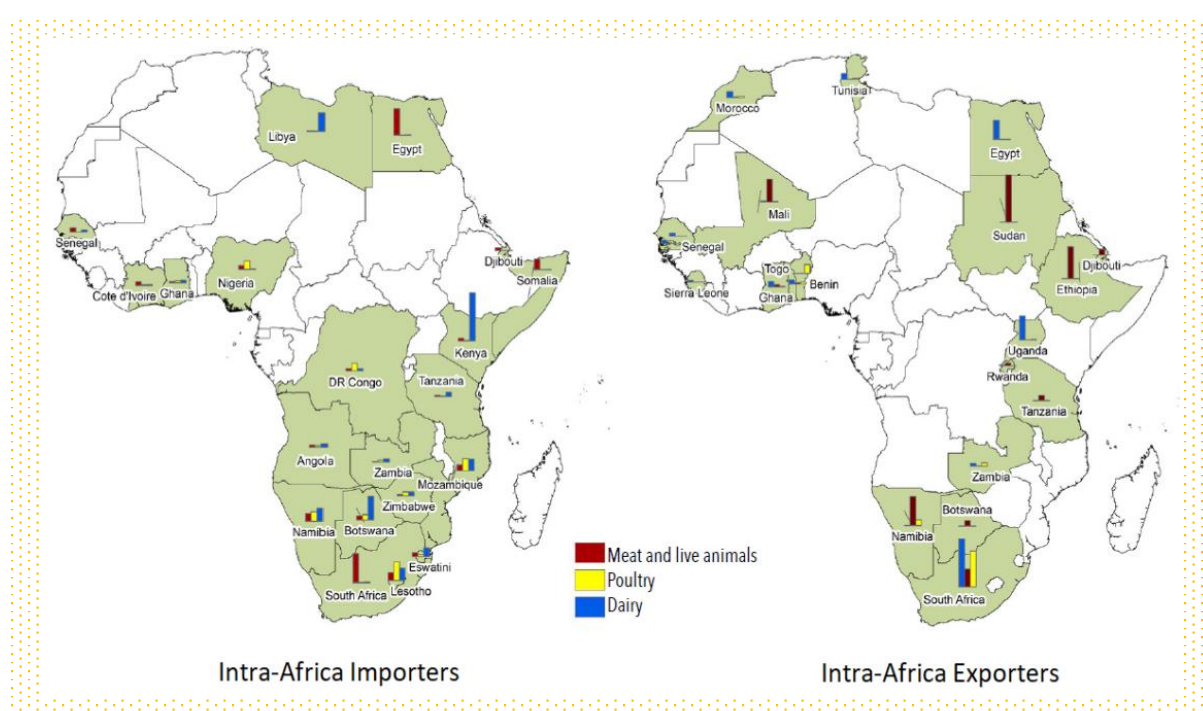 Libya
Egypt
Senegal
Cote d'Ivoire
Ghana
Nigeria
Djibouti
Somalia
Kenya
DR Congo
Tanzania
Angola
Zambia
Mozambique
Zimbabwe
Namibia
Botswana
Eswatini
South Africa
Lesotho
Intra-Africa Importers
Meat and live animals
Poultry
Dairy
Tunisia
Morocco
Egypt
Mali
Sudan
Senegal
Djibouti
Togo
Benin
Sierra Leone
Ghana
Ethiopia
Uganda
Rwanda
Tanzania
Zambia
Botswana
Namibia
South Africa
Intra-Africa Exporters